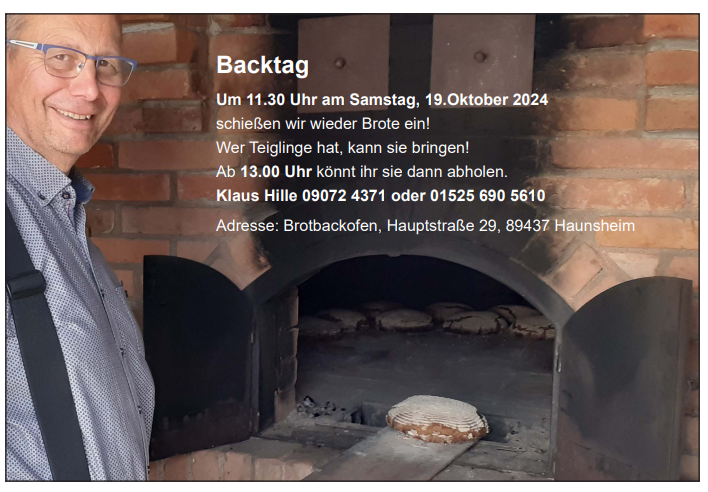 Backtag
Um 11.30 Uhr am Samstag, 19.Oktober 2024
schießen wir wieder Brote ein!
Wer Teiglinge hat, kann sie bringen!
Ab 13.00 Uhr könnt ihr sie dann abholen.
Klaus Hille 09072 4371 oder 01525 690 5610
Adresse: Brotbackofen, Hauptstraße 29, 89437 Haunsheim